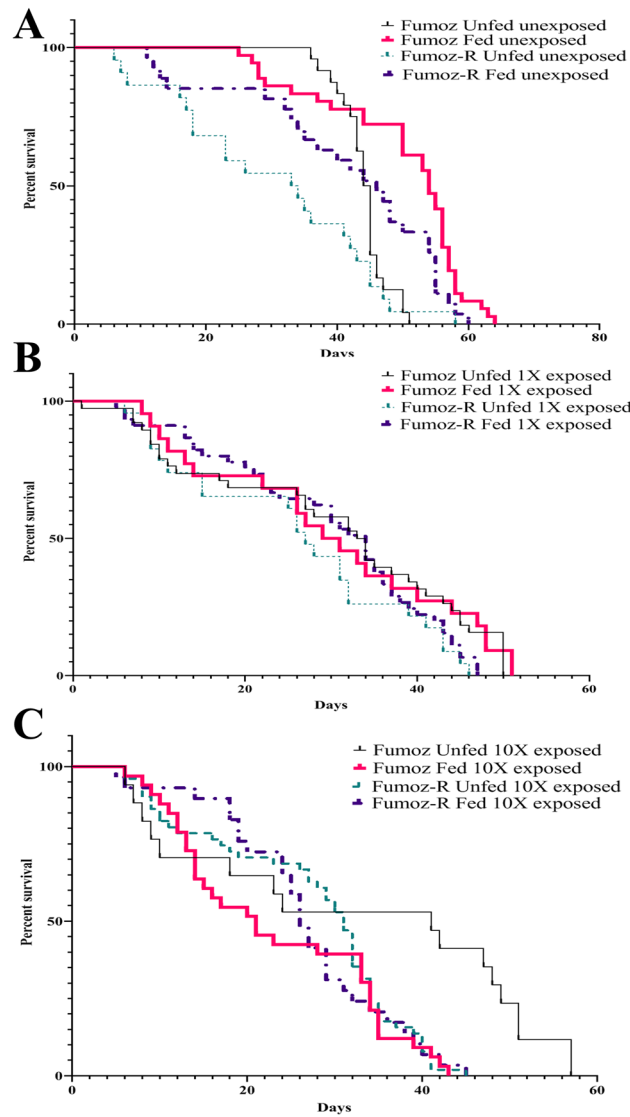 A
Fumoz Unfed unexposed
Fumoz Fed unexposed
Fumoz-R Unfed unexposed
Fumoz-R Fed unexposed
100
50
0
Percent survival
0 20 40 60 80
Days
B
Fumoz Unfed 1X exposed
Fumoz Fed 1X exposed
Fumoz-R Unfed 1X exposed
Fumoz-R Fed 1X exposed
100
50
0
Percent survival
0 20 40 60
Days
C
Fumoz Unfed 10X exposed
Fumoz Fed 10X exposed
Fumoz-R Unfed 10X exposed
Fumoz-R Fed 10X exposed
100
50
0
Percent survival
0 20 40 60
Days